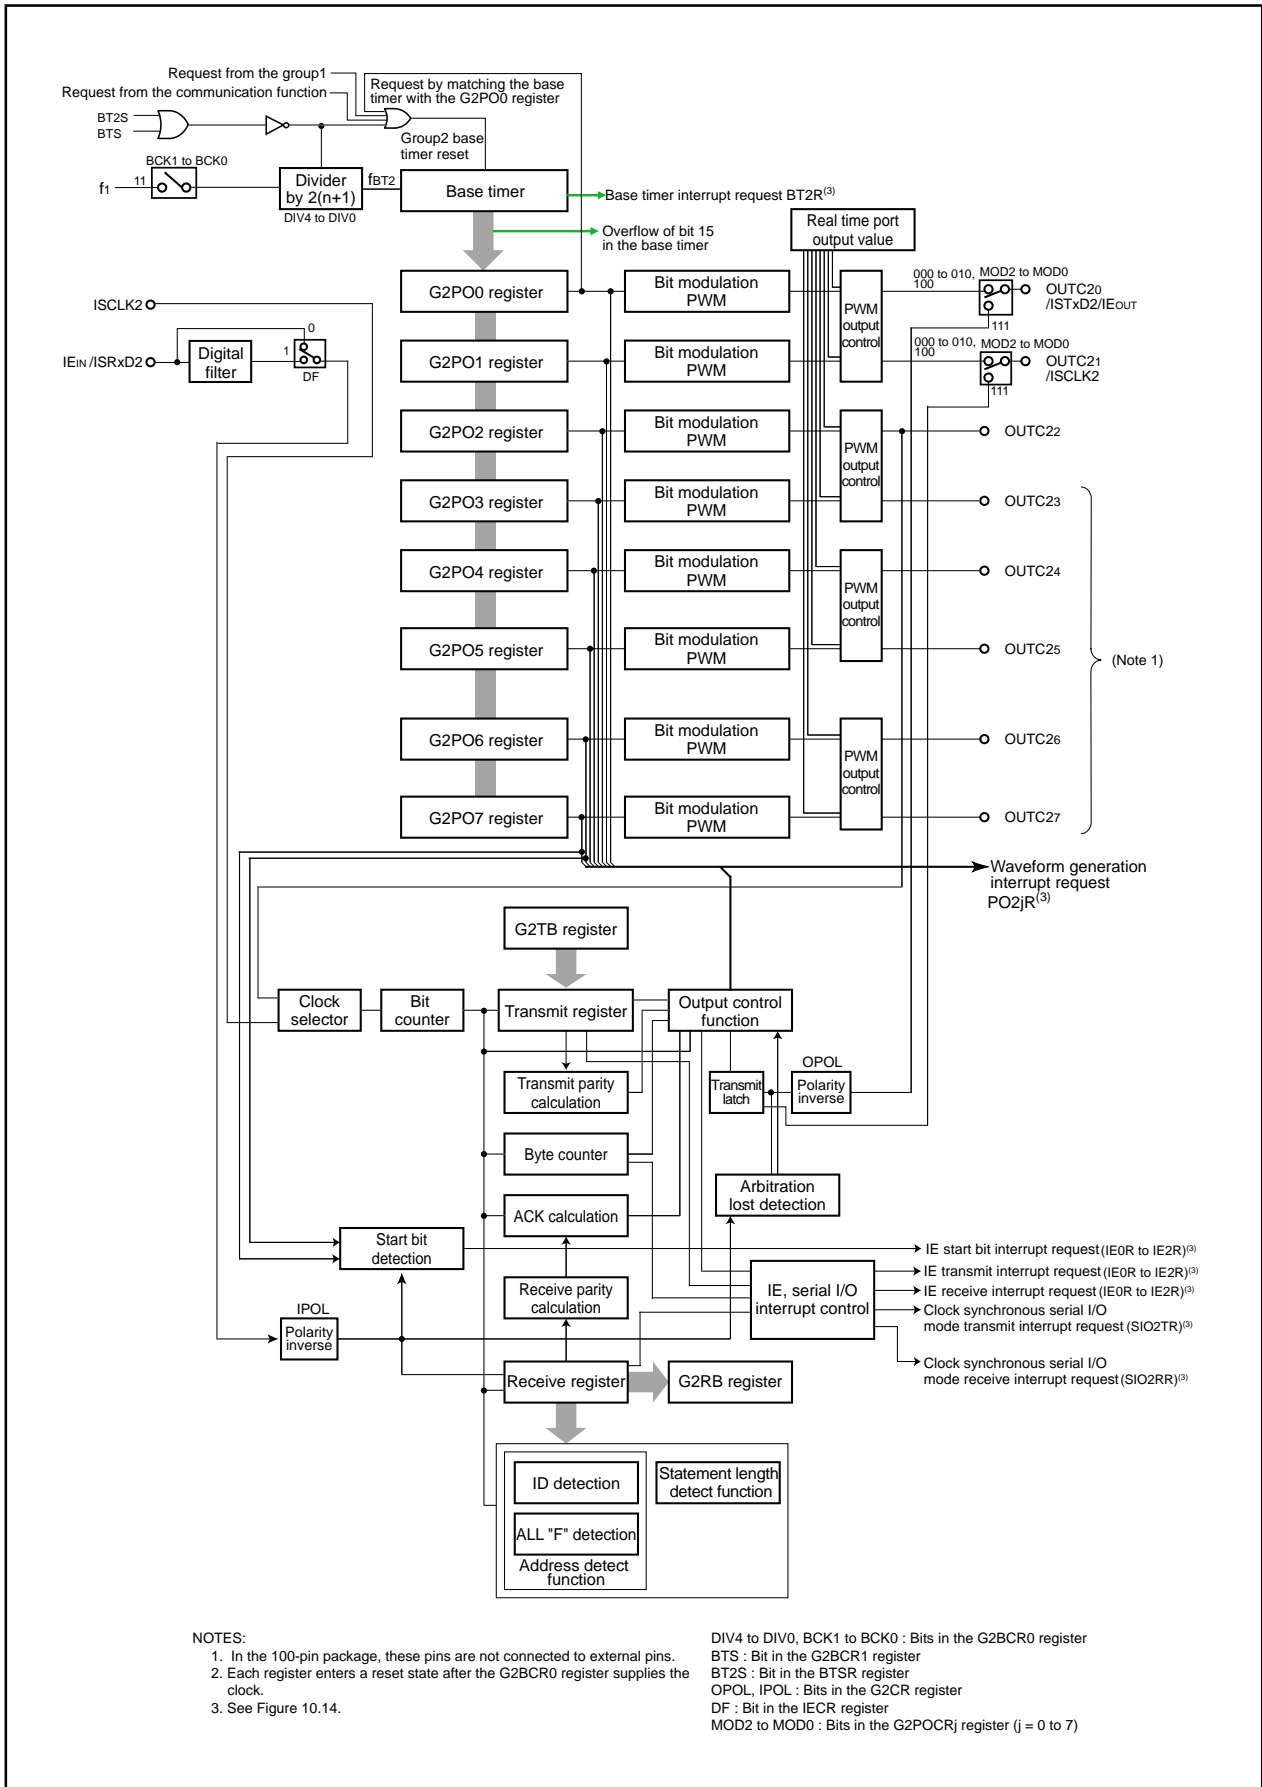 Request from the group1
Request from the communication function
Request by matching the base
timer with the G2PO0 register
BT2S
BTS
Group2 base
timer reset
BCK1 to BCK0
f1
11
Divider
by 2(n+1)
DIV4 to DIV0
fBT2
Base timer
Base timer interrupt request BT2R(3)
Overflow of bit 15
in the base timer
Real time port
output value
ISCLK2
IEIN /ISRxD2
Digital
filter
0
1
DF
G2PO0 register
Bit modulation
PWM
PWM
output
control
000 to 010,
100
MOD2 to MOD0
111
OUTC20
/ISTxD2/IEOUT
G2PO1 register
Bit modulation
PWM
000 to 010,
100
MOD2 to MOD0
111
OUTC21
/ISCLK2
G2PO2 register
Bit modulation
PWM
PWM
output
control
OUTC22
G2PO3 register
Bit modulation
PWM
OUTC23
G2PO4 register
Bit modulation
PWM
PWM
output
control
OUTC24
G2PO5 register
Bit modulation
PWM
OUTC25
(Note 1)
G2PO6 register
Bit modulation
PWM
PWM
output
control
OUTC26
G2PO7 register
Bit modulation
PWM
OUTC27
Waveform generation
interrupt request
PO2jR(3)
G2TB register
Clock
selector
Bit
counter
Transmit register
Output control
function
Transmit parity
calculation
Transmit
latch
OPOL
Polarity
inverse
Byte counter
Arbitration
lost detection
ACK calculation
Start bit
detection
Receive parity
calculation
IE, serial I/O
interrupt control
IE start bit interrupt request (IE0R to IE2R)(3)
IE transmit interrupt request (IE0R to IE2R)(3)
IE receive interrupt request (IE0R to IE2R)(3)
Clock synchronous serial I/O
mode transmit interrupt request (SIO2TR)(3)
Clock synchronous serial I/O
mode receive interrupt request (SIO2RR)(3)
IPOL
Polarity
inverse
Receive register
G2RB register
ID detection
ALL "F" detection
Address detect
function
Statement length
detect function
NOTES:
1. In the 100-pin package, these pins are not connected to external pins.
2. Each register enters a reset state after the G2BCR0 register supplies the
clock.
3. See Figure 10.14.
DIV4 to DIV0, BCK1 to BCK0 : Bits in the G2BCR0 register
BTS : Bit in the G2BCR1 register
BT2S : Bit in the BTSR register
OPOL, IPOL : Bits in the G2CR register
DF : Bit in the IECR register
MOD2 to MOD0 : Bits in the G2POCRj register (j = 0 to 7)